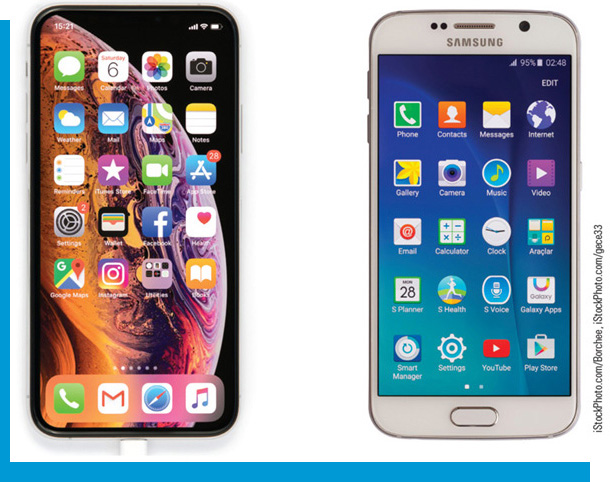 15:21
Saturday
6
Messages Calendar Photos Camera
Weather Mail Maps Notes
28
Reminders iTunes Store FaceTime App Store
2
Settings Wallet Facebook Health
Google Maps Instagram Utilities Books
SAMSUNG
95% 02:48
EDIT
Phone Contacts Messages Internet
Gallery Camera Music Video
Email Calculator Clock Araçlar
MON
28
Galaxy
S Planner S Health S Voice Galaxy Apps
Smart
Manager Settings YouTube Play Store
iStockPhoto.com/Borchee, iStockPhoto.com/gece33